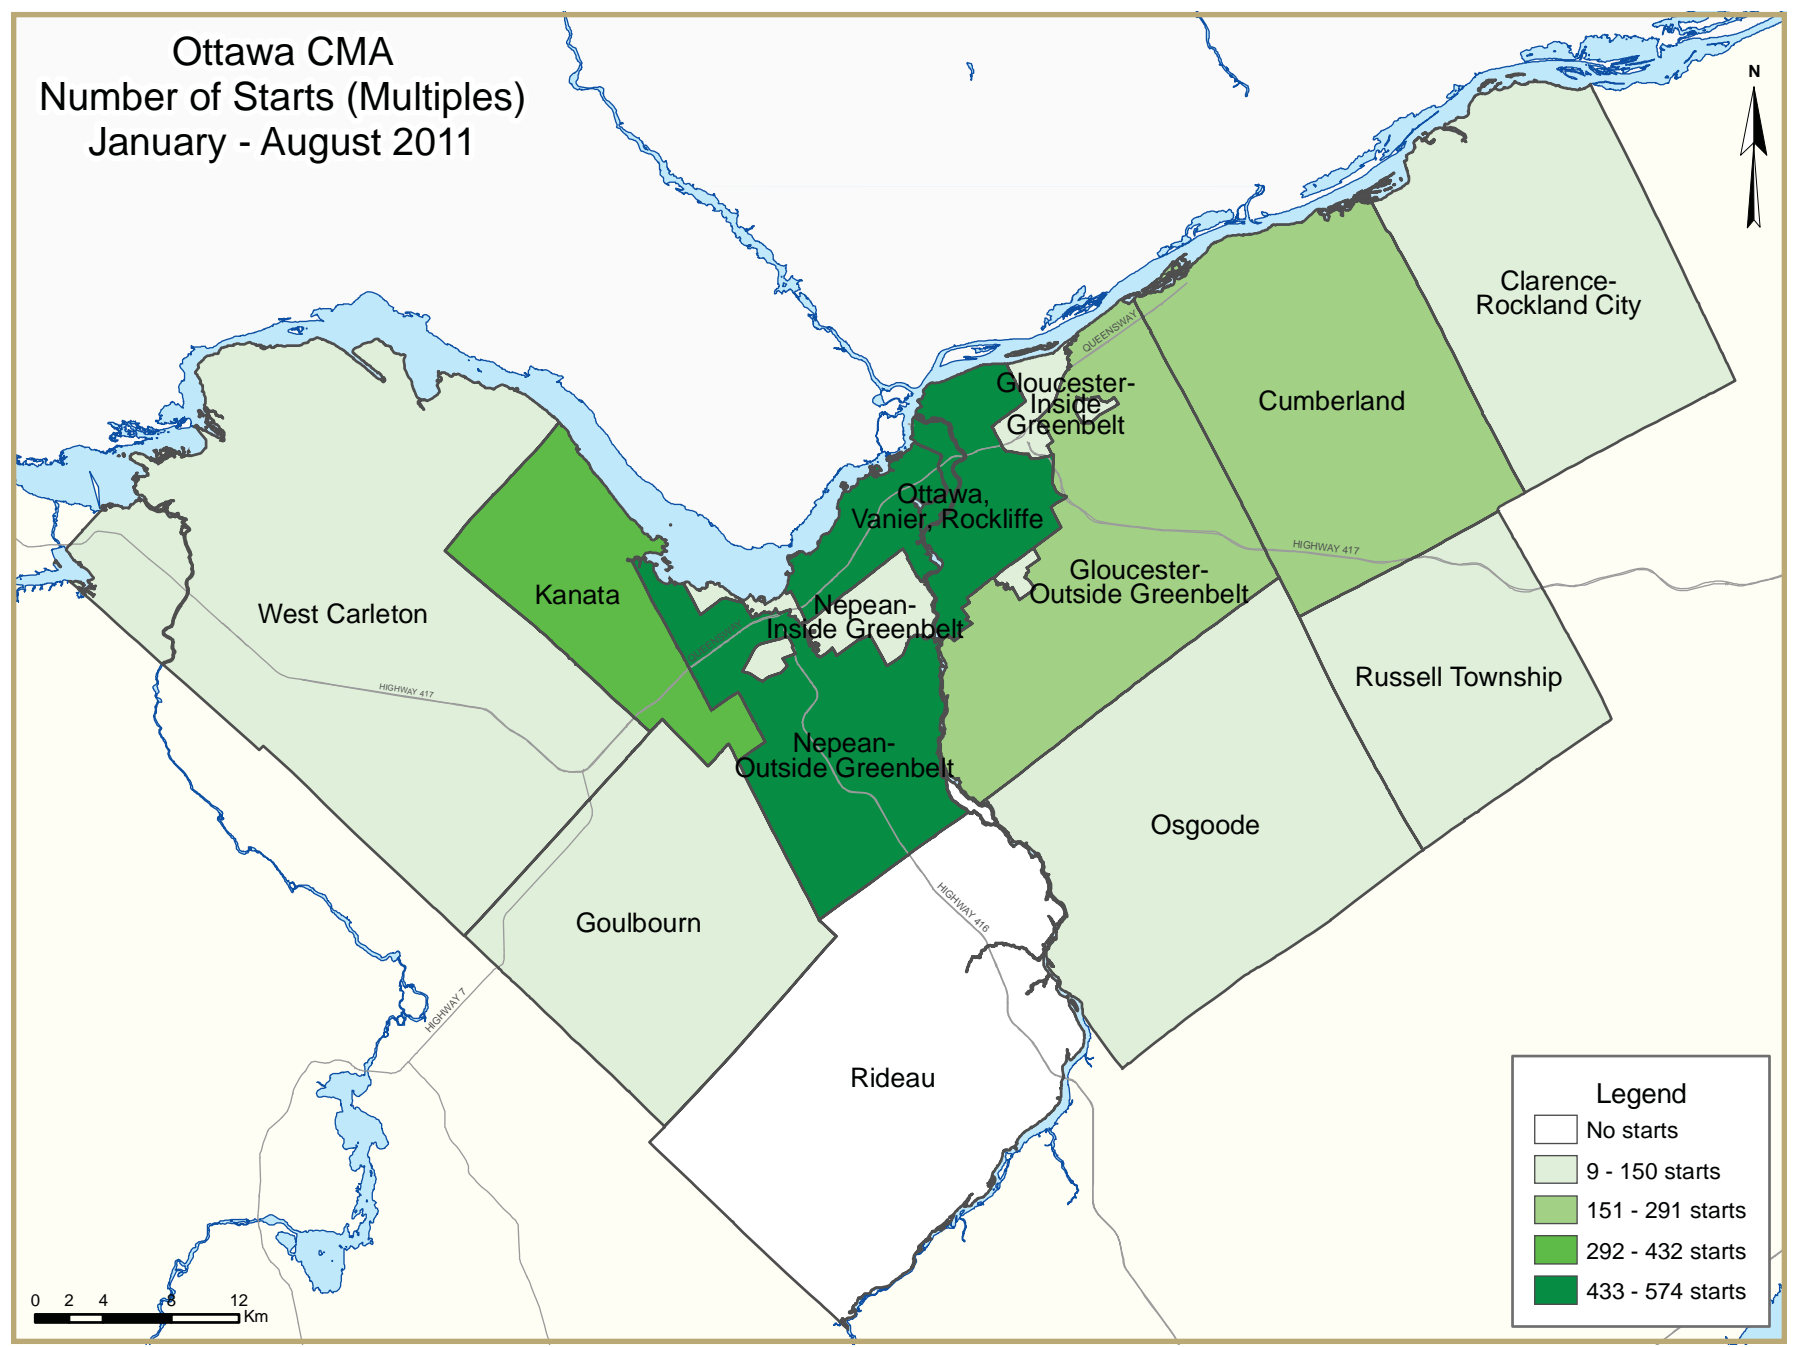 Ottawa CMA
Number of Starts (Multiples)
January - August 2011
N
Clarence-
Rockland City
QUEENSWAY
Gloucester-
Inside
Greenbelt
Cumberland
Ottawa,
Vanier, Rockliffe
HIGHWAY 417
Gloucester-
Outside Greenbelt
Kanata
West Carleton
Nepean-
Inside Greenbelt
QUEENSWAY
Russell Township
HIGHWAY 417
Nepean-
Outside Greenbelt
Osgoode
Goulbourn
HIGHWAY 416
HIGHWAY 7
Rideau
Legend
No starts
9 - 150 starts
151 - 291 starts
292 - 432 starts
433 - 574 starts
0 2 4 8 12
Km